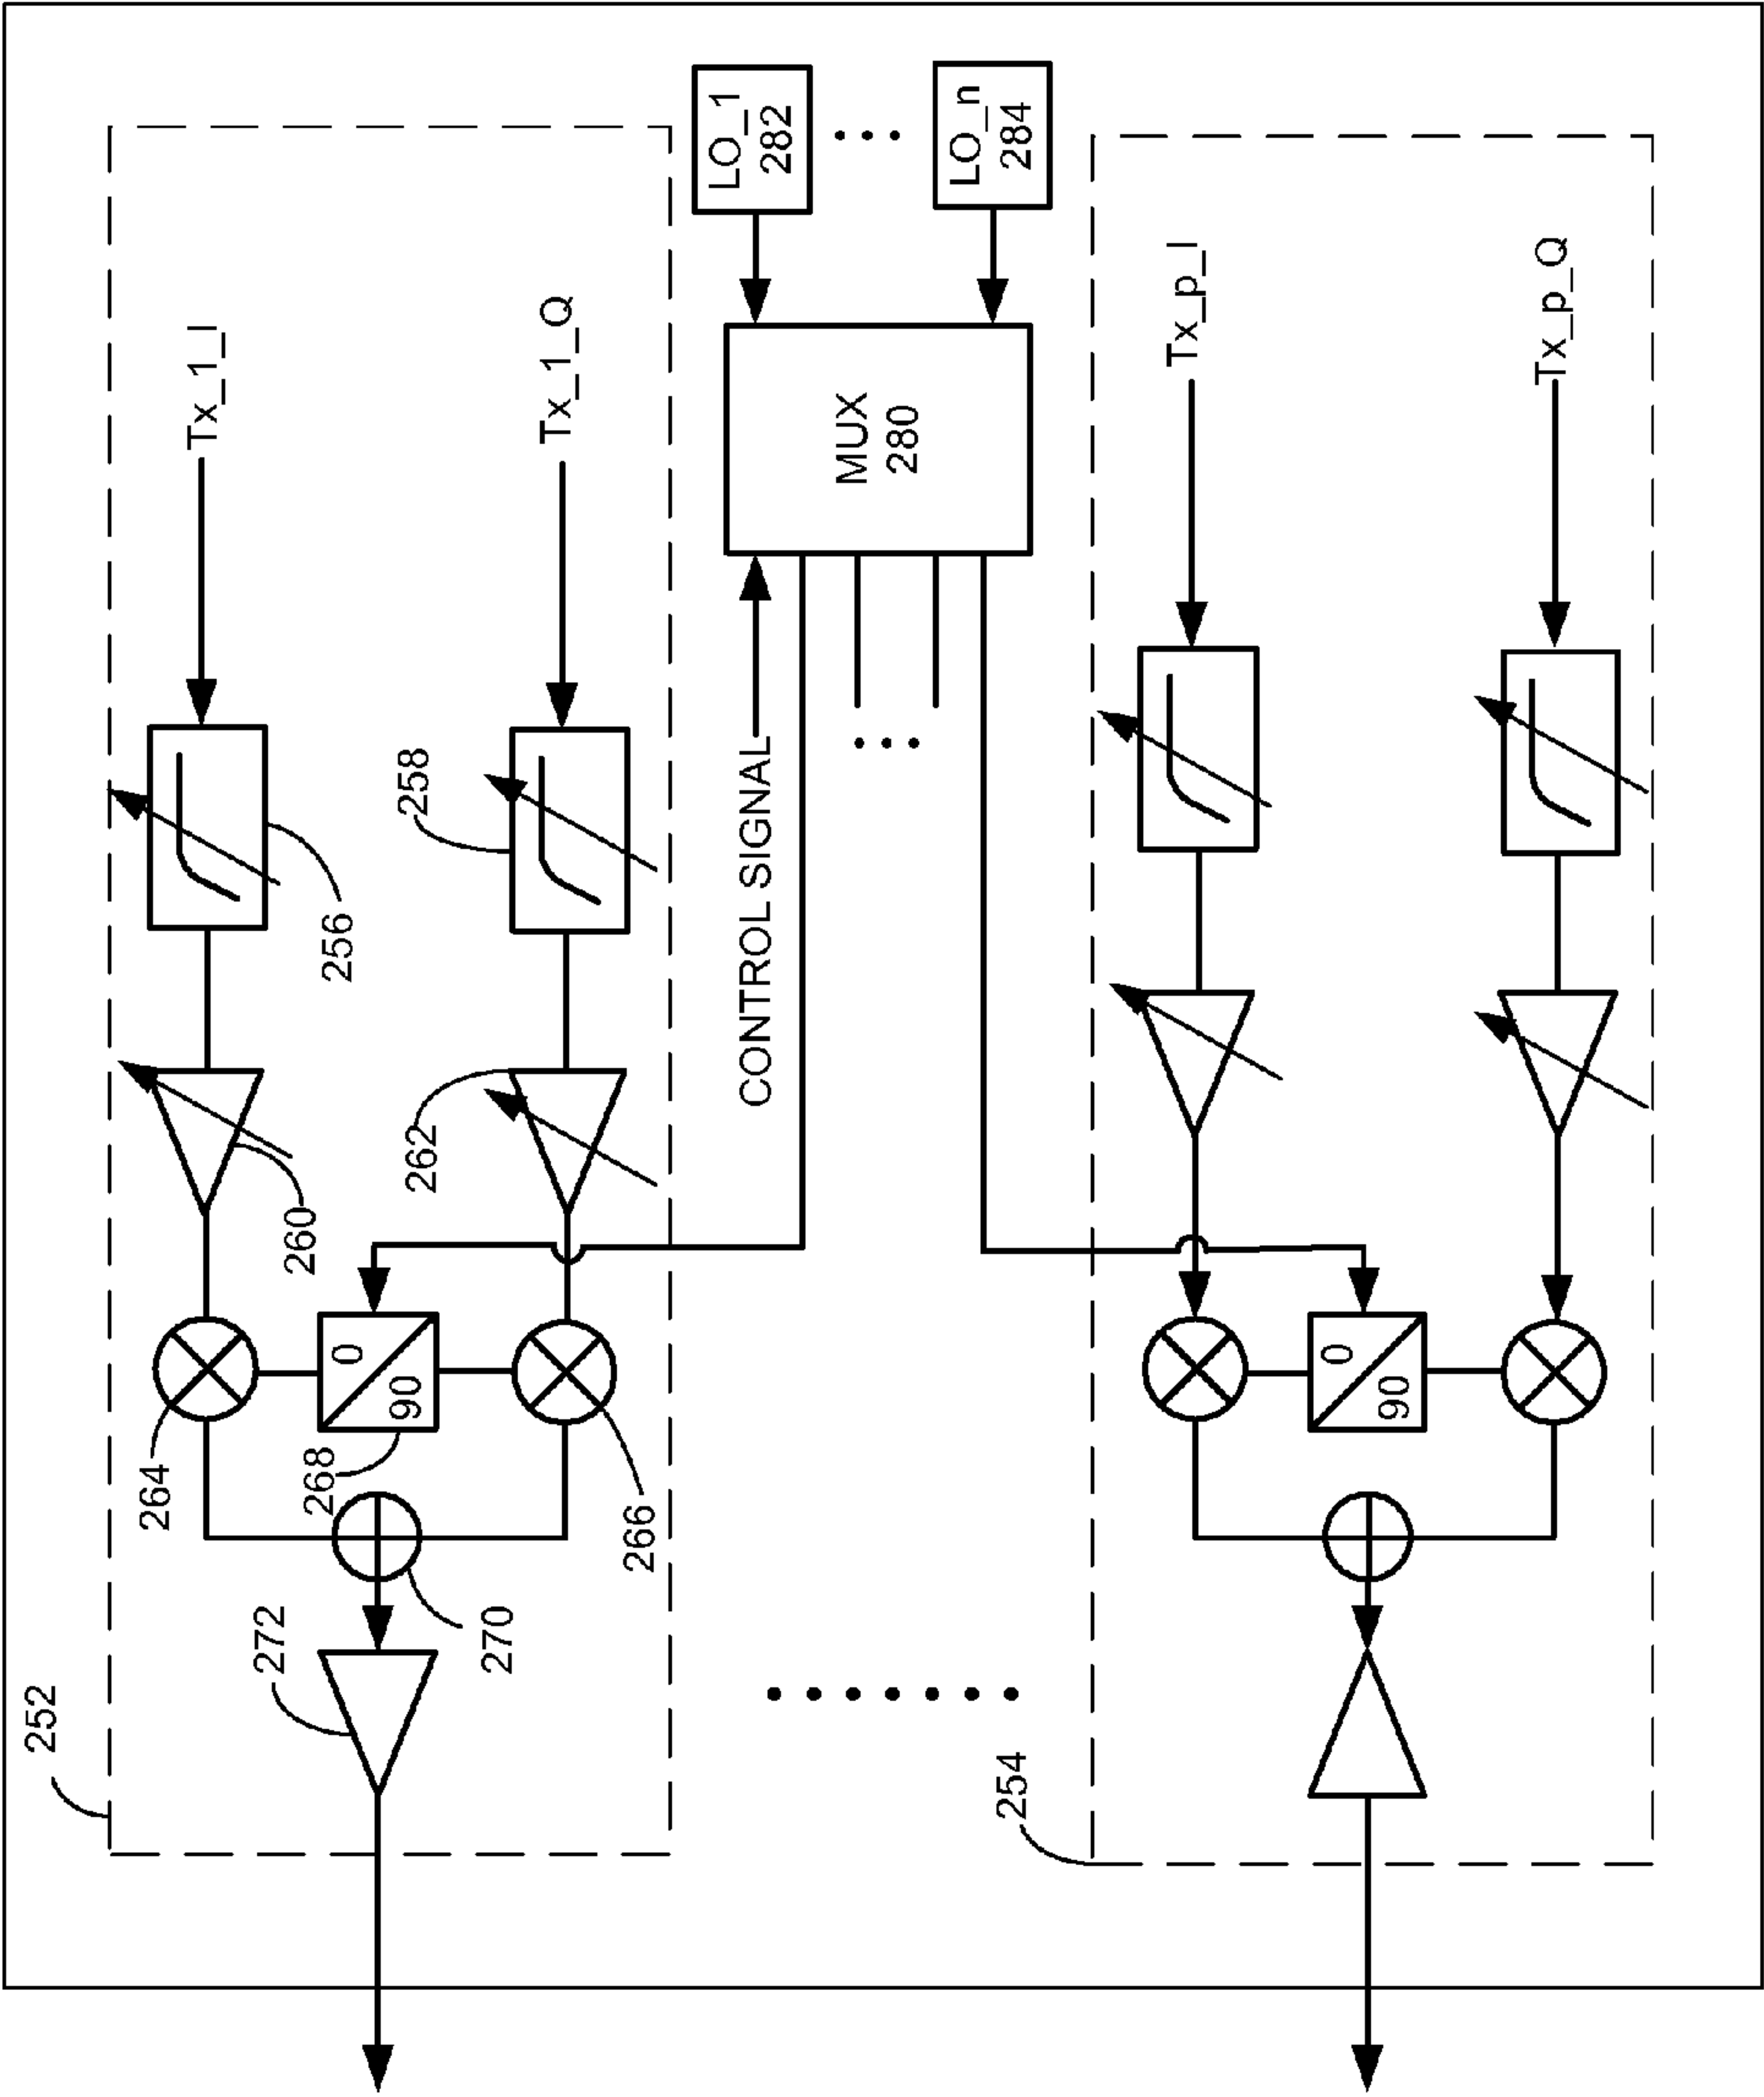 252
272
270
264
268
0
90
266
260
262
256
258
Tx_1_I
Tx_1_Q
CONTROL SIGNAL
MUX
280
LO_1
282
LO_n
284
254
0
90
Tx_p_I
Tx_p_Q